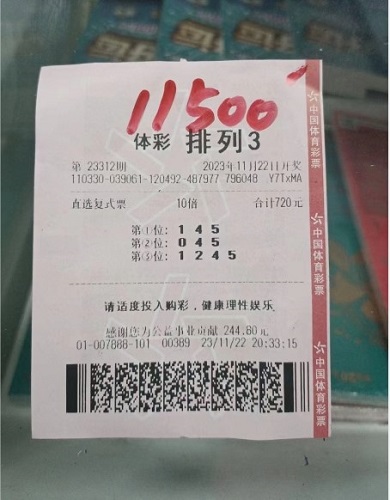 11500
体彩 排列3
第 23312期 2023年11月22日开奖
110330-039061-120492-487977 796048 Y7TxMA
直选复式票 10倍 合计720元
第①位: 1 4 5
第②位: 0 4 5
第③位: 1 2 4 5
请适度投入购彩，健康理性娱乐
感谢您为公益事业贡献 244.80元
01-007888-101 00389 23/11/22 20:33:15
中国体育彩票
中国体育彩票
中国体育彩票